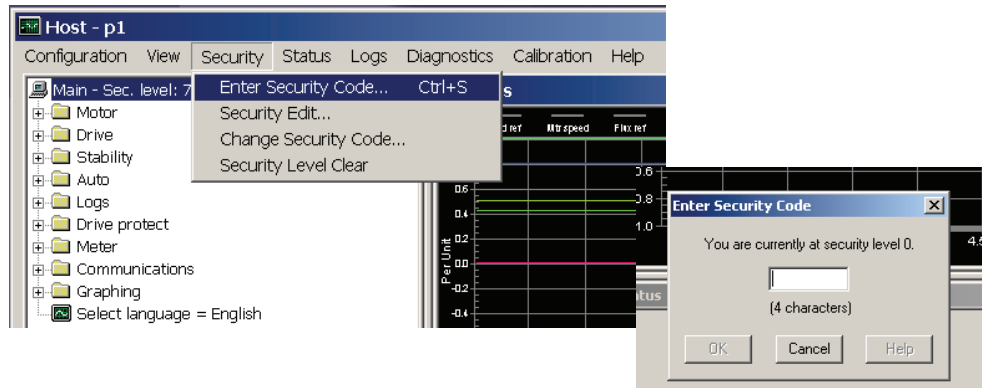 Host - p1
Configuration View Security Status Logs Diagnostics Calibration Help
Main - Sec. level: 7
Enter Security Code... Ctrl+S
Security Edit...
Change Security Code...
Security Level Clear
s
Motor
Drive
Stability
Auto
Logs
Drive protect
Meter
Communications
Graphing
Select language = English
d ref Mtr speed Flux ref
0.6
0.4
0.2
0.0
-0.2
-0.4
Per Unit
0.6
0.8
1.0
4.5
tus
Enter Security Code
You are currently at security level 0.
(4 characters)
OK Cancel Help